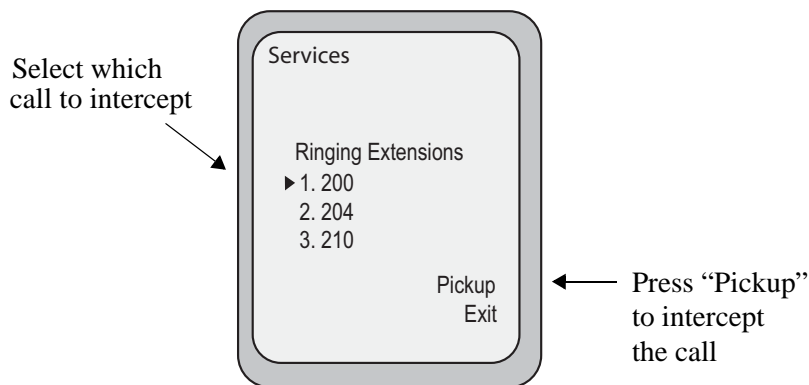 Services
Select which
call to intercept
Ringing Extensions
1. 200
2. 204
3. 210
Pickup
Exit
Press “Pickup”
to intercept
the call